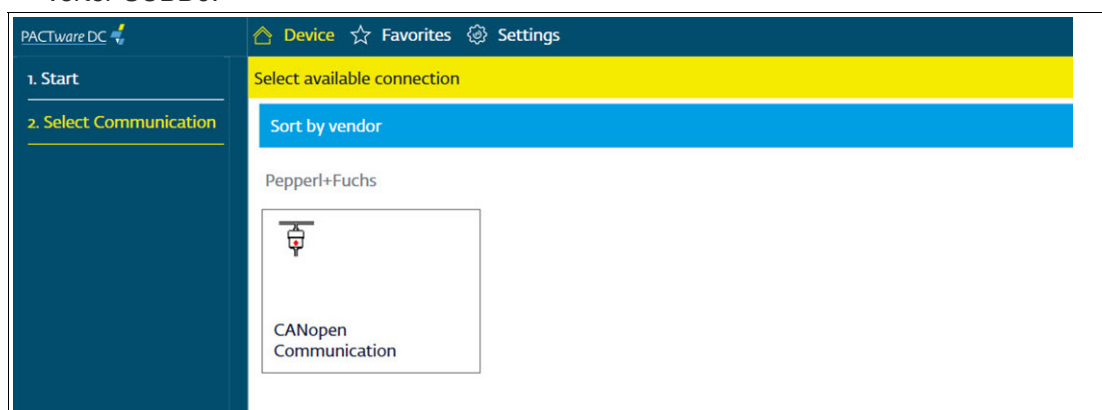 PACTware DC
Device Favorites Settings
1. Start
Select available connection
2. Select Communication
Sort by vendor
Pepperl+Fuchs
CANopen
Communication